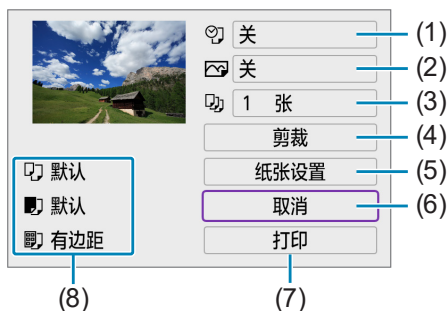 关 (1)
关 (2)
1 张 (3)
剪裁 (4)
默认 纸张设置 (5)
默认 取消 (6)
有边距 打印
(8) (7)